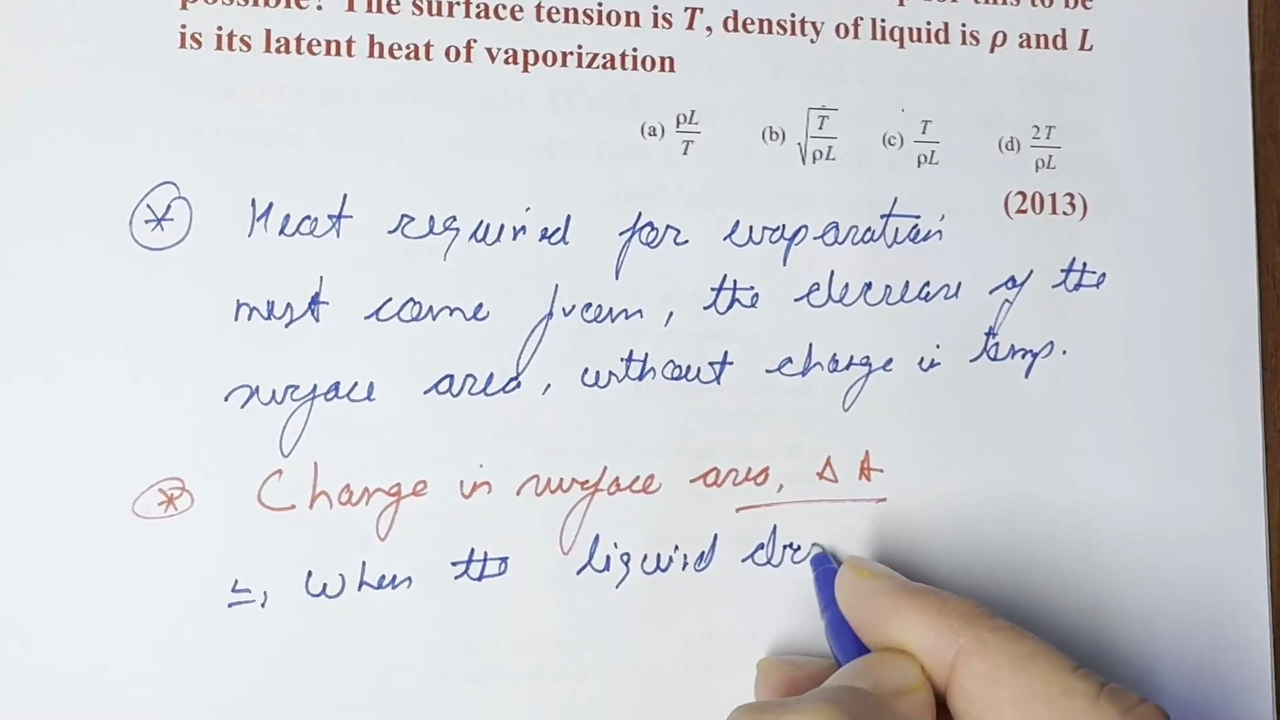 The surface tension is T, density of liquid is ρ and L
is its latent heat of vaporization
(a) ρL/T (b) √(T/ρL) (c) T/ρL (d) 2T/ρL
(2013)
Heat required for evaporation
must come from, the decrease of the
surface area, without change in temp.
Change in surface area, ΔA
When the liquid